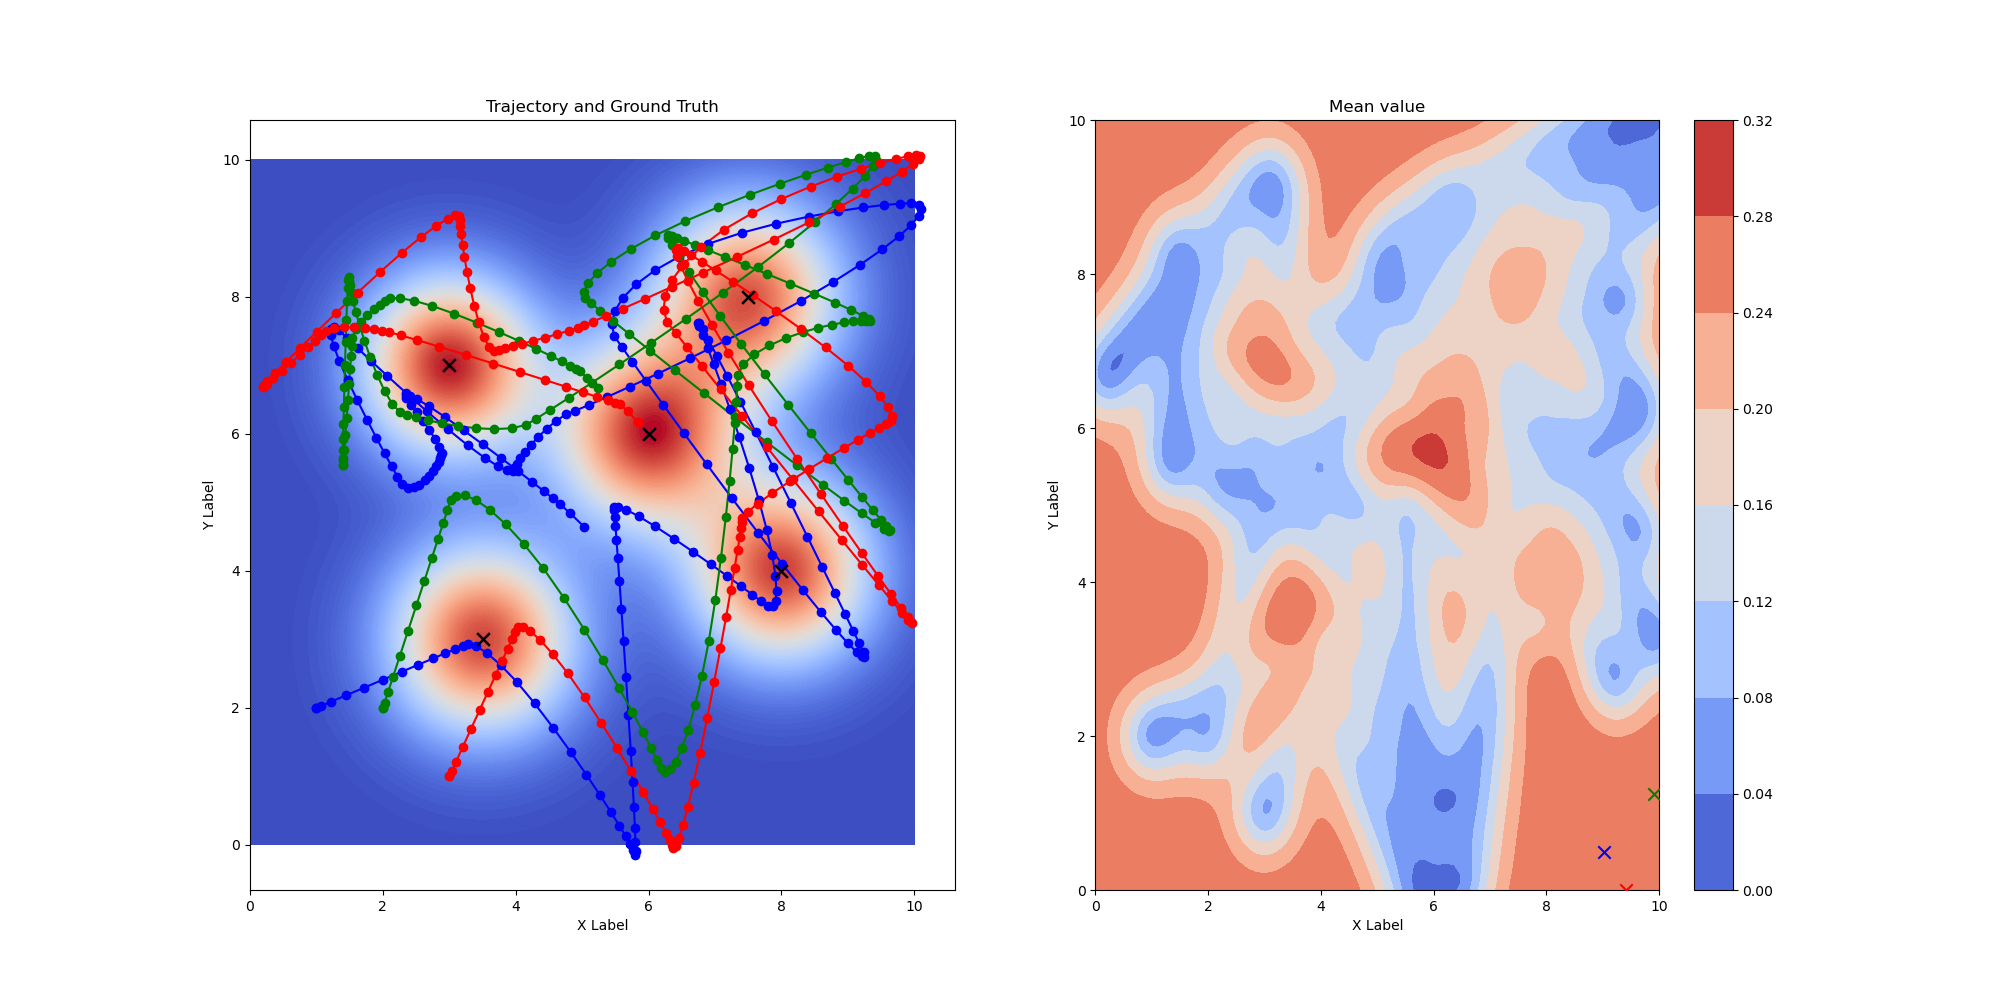 Trajectory and Ground Truth
10
8
6
4
2
0
Y Label
0 2 4 6 8 10
X Label
Mean value
10
8
6
4
2
0
Y Label
0 2 4 6 8 10
X Label
0.32
0.28
0.24
0.20
0.16
0.12
0.08
0.04
0.00